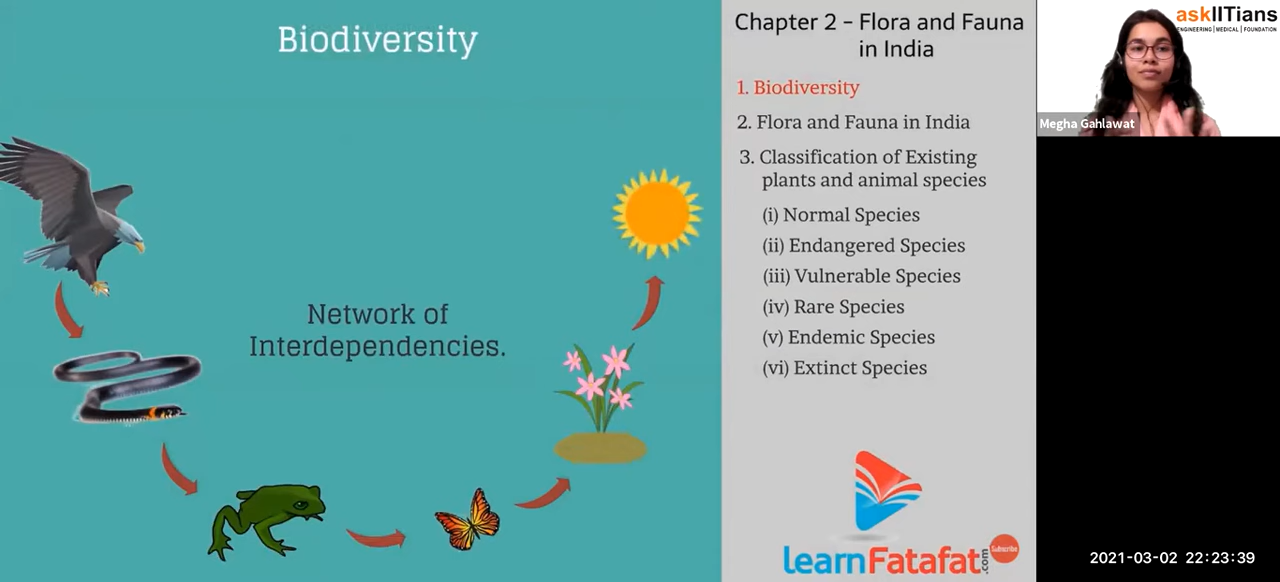 Biodiversity
Network of
Interdependencies.
Chapter 2 – Flora and Fauna
in India
1. Biodiversity
2. Flora and Fauna in India
3. Classification of Existing
plants and animal species
(i) Normal Species
(ii) Endangered Species
(iii) Vulnerable Species
(iv) Rare Species
(v) Endemic Species
(vi) Extinct Species
learnFatafat.com
Subscribe
askIITians
ENGINEERING | MEDICAL | FOUNDATION
Megha Gahlawat
2021-03-02 22:23:39